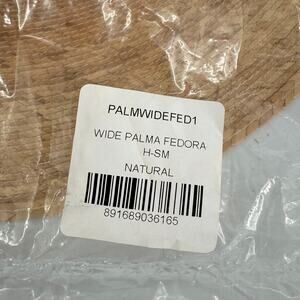 PALMWIDEFED1
WIDE PALMA FEDORA
H-SM
NATURAL
891689036165